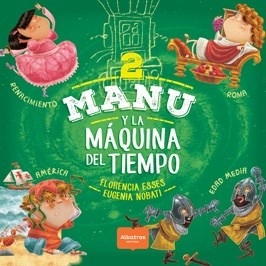 2
MANU
Y LA
MÁQUINA
DEL TIEMPO
FLORENCIA ESSES
EUGENIA NOBATI
RENACIMIENTO
ROMA
AMÉRICA
EDAD MEDIA
Albatros